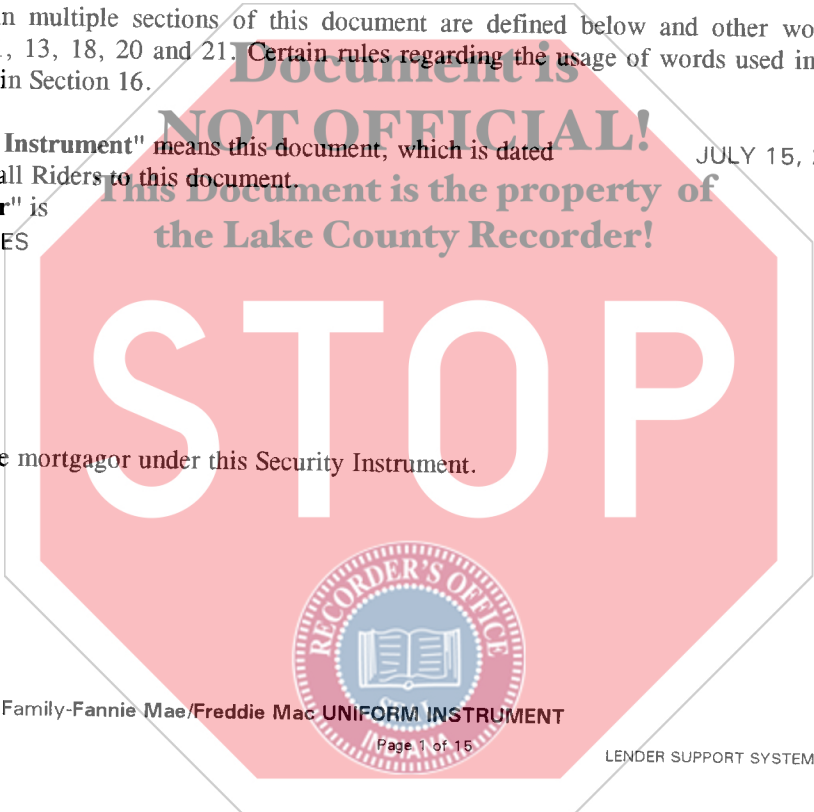 n multiple sections of this document are defined below and other wo
, 13, 18, 20 and 21. Certain rules regarding the usage of words used in
in Section 16.
Document is
NOT OFFICIAL!
This Document is the property of
the Lake County Recorder!
Instrument" means this document, which is dated JULY 15,
all Riders to this document.
r" is
ES
STOP
e mortgagor under this Security Instrument.
RECORDER'S OFFICE
SEAL
INDIANA
Family-Fannie Mae/Freddie Mac UNIFORM INSTRUMENT
Page 1 of 15
LENDER SUPPORT SYSTEM